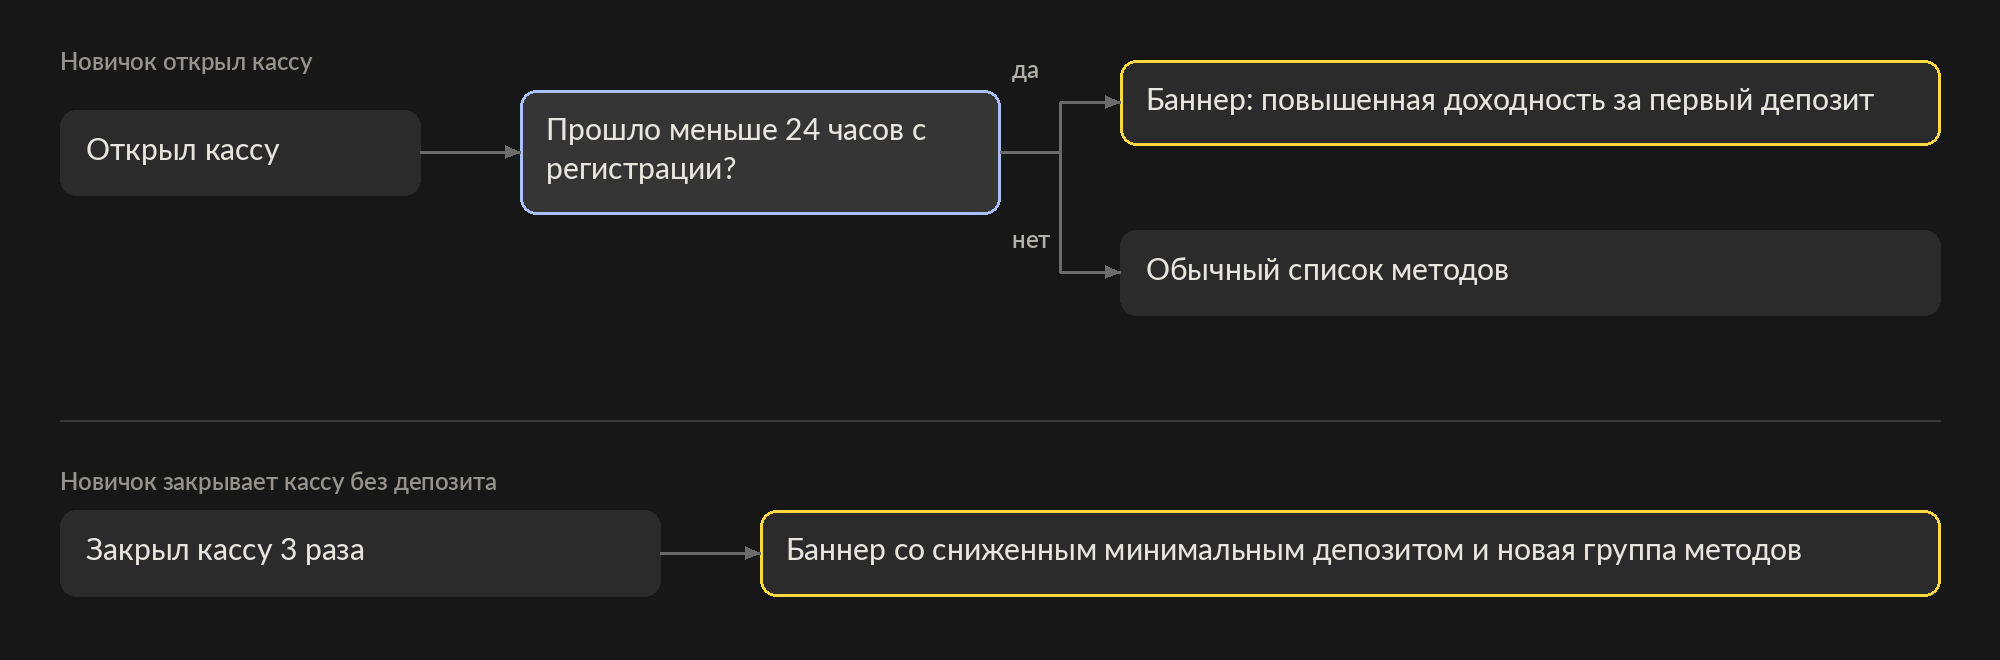 Новичок открыл кассу
Открыл кассу
Прошло меньше 24 часов с
регистрации?
да
Баннер: повышенная доходность за первый депозит
нет
Обычный список методов
Новичок закрывает кассу без депозита
Закрыл кассу 3 раза
Баннер со сниженным минимальным депозитом и новая группа методов